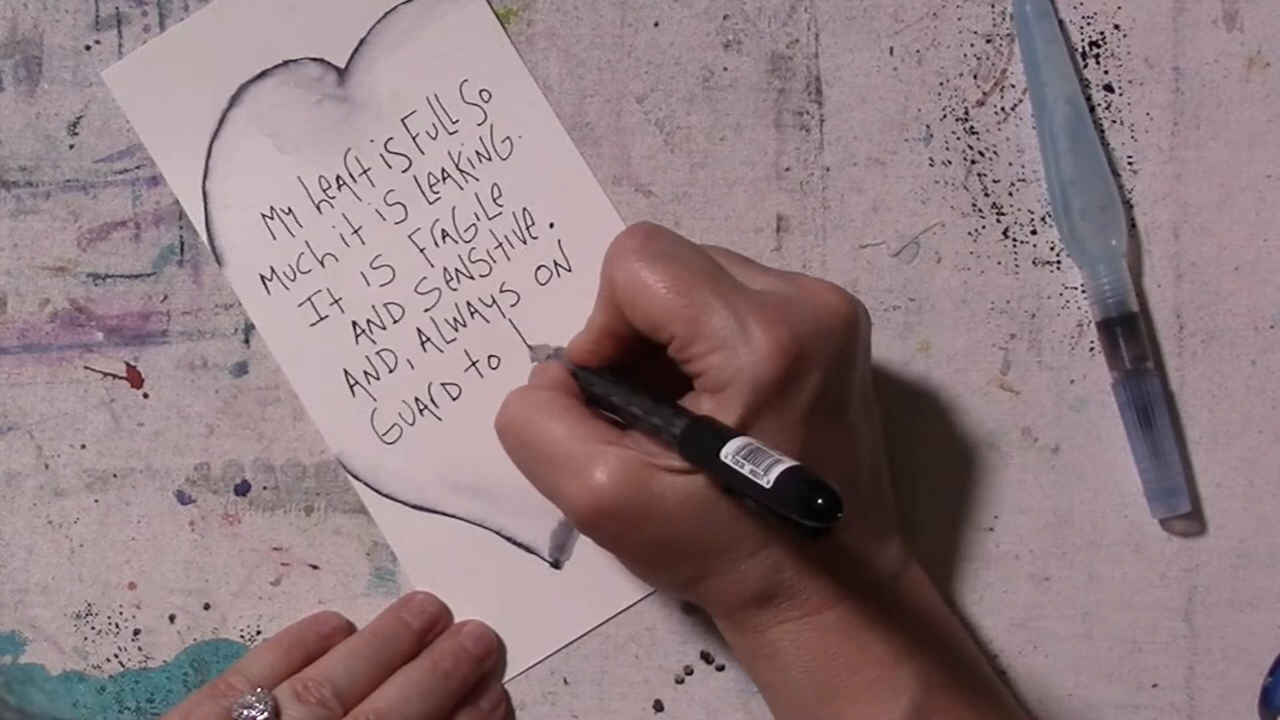 My heart is Full So
Much it is LEAKING.
It is FRAGiLe
AND SENSiTiVE.
AND, ALWAYS ON
GUARD to